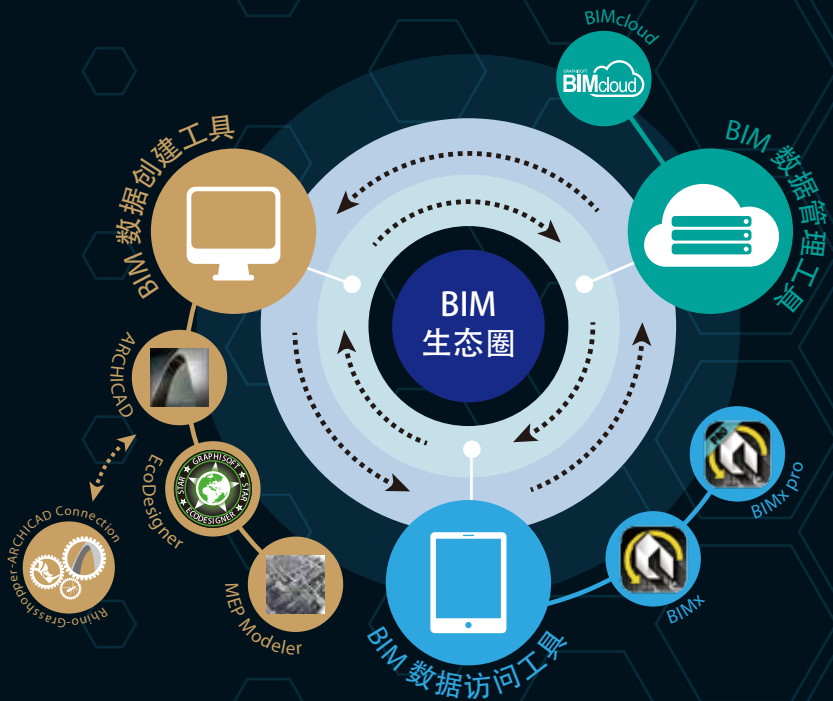 BIMcloud
GRAPHISOFT
BIMcloud
BIM 数据管理工具
BIM 数据创建工具
BIM
生态圈
ARCHICAD
GRAPHISOFT
STAR
STAR
ECODESIGNER
EcoDesigner
Rhino-Grasshopper-ARCHICAD Connection
MEP Modeler
PRO
BIMx pro
BIMx
BIM 数据访问工具